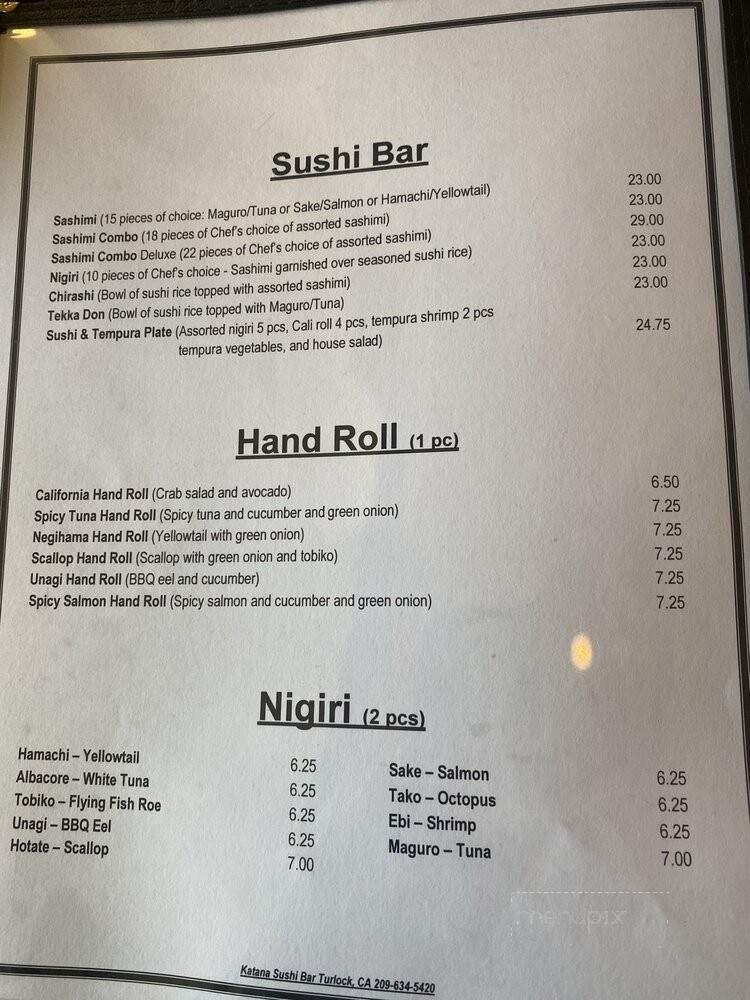 Sushi Bar
Sashimi (15 pieces of choice: Maguro/Tuna or Sake/Salmon or Hamachi/Yellowtail) 23.00
Sashimi Combo (18 pieces of Chef's choice of assorted sashimi) 23.00
Sashimi Combo Deluxe (22 pieces of Chef's choice of assorted sashimi) 29.00
Nigiri (10 pieces of Chef's choice - Sashimi garnished over seasoned sushi rice) 23.00
Chirashi (Bowl of sushi rice topped with assorted sashimi) 23.00
Tekka Don (Bowl of sushi rice topped with Maguro/Tuna) 23.00
Sushi & Tempura Plate (Assorted nigiri 5 pcs, Cali roll 4 pcs, tempura shrimp 2 pcs 24.75
tempura vegetables, and house salad)
Hand Roll (1 pc)
California Hand Roll (Crab salad and avocado) 6.50
Spicy Tuna Hand Roll (Spicy tuna and cucumber and green onion) 7.25
Negihama Hand Roll (Yellowtail with green onion) 7.25
Scallop Hand Roll (Scallop with green onion and tobiko) 7.25
Unagi Hand Roll (BBQ eel and cucumber) 7.25
Spicy Salmon Hand Roll (Spicy salmon and cucumber and green onion) 7.25
Nigiri (2 pcs)
Hamachi – Yellowtail 6.25
Albacore – White Tuna 6.25
Tobiko – Flying Fish Roe 6.25
Unagi – BBQ Eel 6.25
Hotate – Scallop 7.00
Sake – Salmon 6.25
Tako – Octopus 6.25
Ebi – Shrimp 6.25
Maguro – Tuna 7.00
menupix
Katana Sushi Bar Turlock, CA 209-634-5420